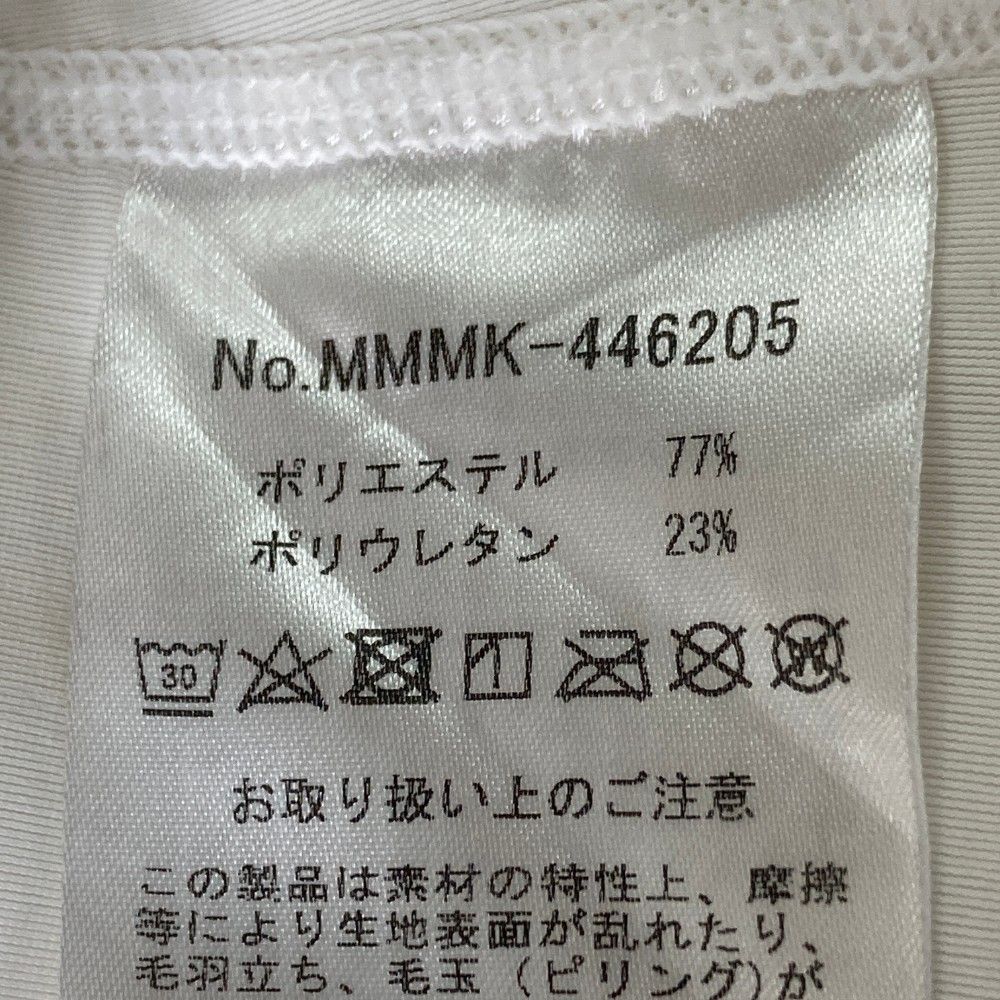 No.MMMK-446205
ポリエステル 77%
ポリウレタン 23%
30
お取り扱い上のご注意
この製品は素材の特性上、摩擦
等により生地表面が乱れたり、
毛羽立ち、毛玉(ピリング)が